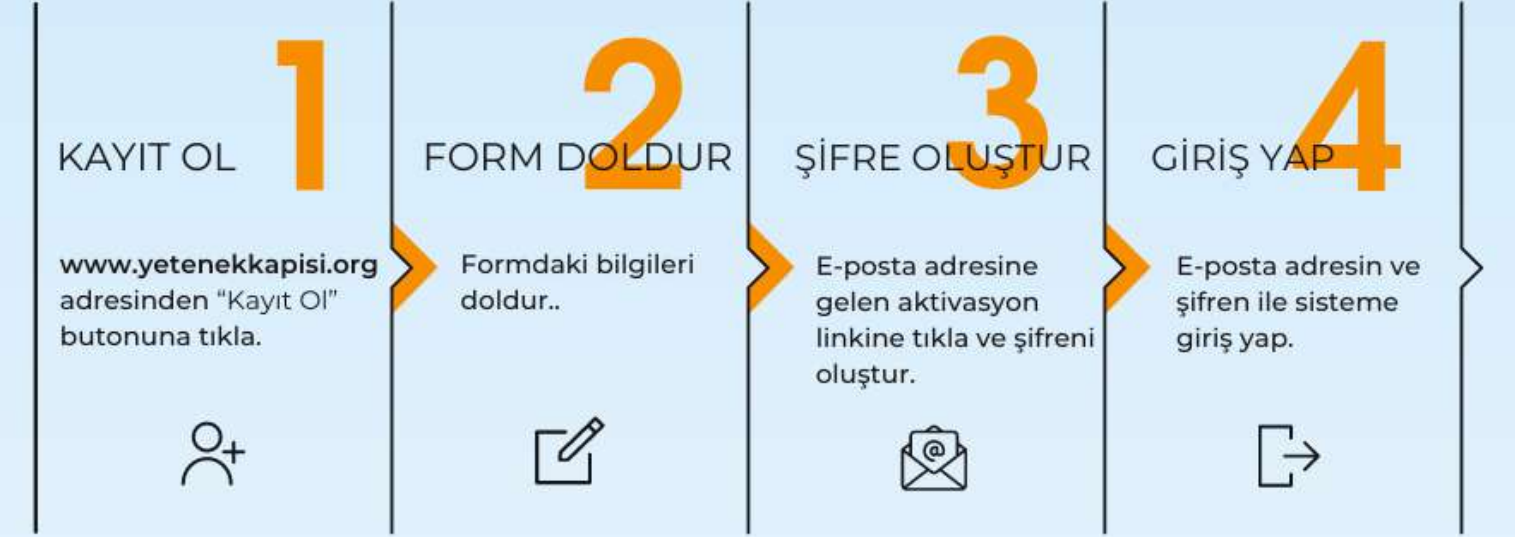 1
KAYIT OL
www.yetenekkapisi.org
adresinden “Kayıt Ol”
butonuna tıkla.
2
FORM DOLDUR
Formdaki bilgileri
doldur..
3
ŞİFRE OLUŞTUR
E-posta adresine
gelen aktivasyon
linkine tıkla ve şifreni
oluştur.
@
4
GİRİŞ YAP
E-posta adresin ve
şifren ile sisteme
giriş yap.